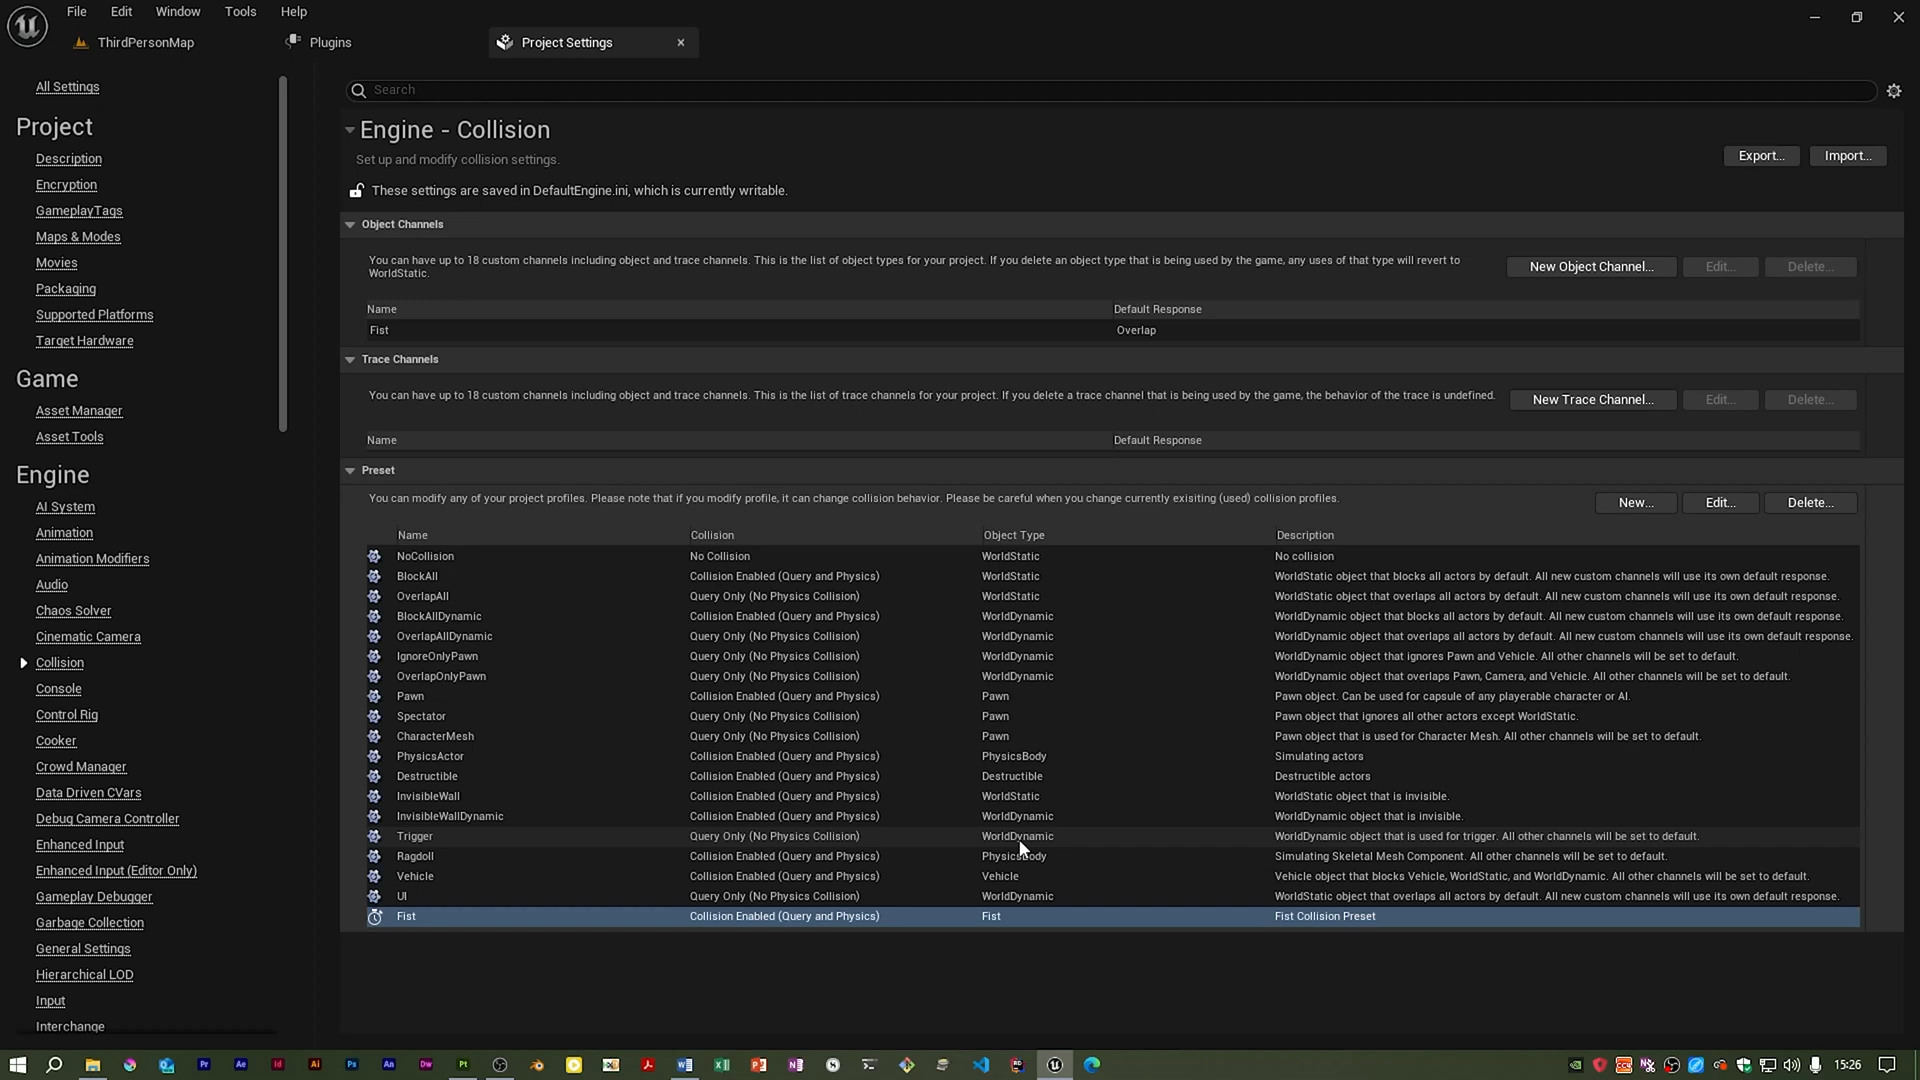 File Edit Window Tools Help
ThirdPersonMap Plugins Project Settings
All Settings
Project
Description
Encryption
GameplayTags
Maps & Modes
Movies
Packaging
Supported Platforms
Target Hardware
Game
Asset Manager
Asset Tools
Engine
AI System
Animation
Animation Modifiers
Audio
Chaos Solver
Cinematic Camera
Collision
Console
Control Rig
Cooker
Crowd Manager
Data Driven CVars
Debug Camera Controller
Enhanced Input
Enhanced Input (Editor Only)
Gameplay Debugger
Garbage Collection
General Settings
Hierarchical LOD
Input
Interchange
Search
Engine - Collision
Set up and modify collision settings.
Export... Import...
These settings are saved in DefaultEngine.ini, which is currently writable.
Object Channels
You can have up to 18 custom channels including object and trace channels. This is the list of object types for your project. If you delete an object type that is being used by the game, any uses of that type will revert to
WorldStatic.
New Object Channel... Edit... Delete...
Name Default Response
Fist Overlap
Trace Channels
You can have up to 18 custom channels including object and trace channels. This is the list of trace channels for your project. If you delete a trace channel that is being used by the game, the behavior of the trace is undefined.
New Trace Channel... Edit... Delete...
Name Default Response
Preset
You can modify any of your project profiles. Please note that if you modify profile, it can change collision behavior. Please be careful when you change currently exisiting (used) collision profiles.
New... Edit... Delete...
Name Collision Object Type Description
NoCollision No Collision WorldStatic No collision
BlockAll Collision Enabled (Query and Physics) WorldStatic WorldStatic object that blocks all actors by default. All new custom channels will use its own default response.
OverlapAll Query Only (No Physics Collision) WorldStatic WorldStatic object that overlaps all actors by default. All new custom channels will use its own default response.
BlockAllDynamic Collision Enabled (Query and Physics) WorldDynamic WorldDynamic object that blocks all actors by default. All new custom channels will use its own default response.
OverlapAllDynamic Query Only (No Physics Collision) WorldDynamic WorldDynamic object that overlaps all actors by default. All new custom channels will use its own default response.
IgnoreOnlyPawn Query Only (No Physics Collision) WorldDynamic WorldDynamic object that ignores Pawn and Vehicle. All other channels will be set to default.
OverlapOnlyPawn Query Only (No Physics Collision) WorldDynamic WorldDynamic object that overlaps Pawn, Camera, and Vehicle. All other channels will be set to default.
Pawn Collision Enabled (Query and Physics) Pawn Pawn object. Can be used for capsule of any playerable character or AI.
Spectator Query Only (No Physics Collision) Pawn Pawn object that ignores all other actors except WorldStatic.
CharacterMesh Query Only (No Physics Collision) Pawn Pawn object that is used for Character Mesh. All other channels will be set to default.
PhysicsActor Collision Enabled (Query and Physics) PhysicsBody Simulating actors
Destructible Collision Enabled (Query and Physics) Destructible Destructible actors
InvisibleWall Collision Enabled (Query and Physics) WorldStatic WorldStatic object that is invisible.
InvisibleWallDynamic Collision Enabled (Query and Physics) WorldDynamic WorldDynamic object that is invisible.
Trigger Query Only (No Physics Collision) WorldDynamic WorldDynamic object that is used for trigger. All other channels will be set to default.
Ragdoll Collision Enabled (Query and Physics) PhysicsBody Simulating Skeletal Mesh Component. All other channels will be set to default.
Vehicle Collision Enabled (Query and Physics) Vehicle Vehicle object that blocks Vehicle, WorldStatic, and WorldDynamic. All other channels will be set to default.
UI Query Only (No Physics Collision) WorldDynamic WorldStatic object that overlaps all actors by default. All new custom channels will use its own default response.
Fist Collision Enabled (Query and Physics) Fist Fist Collision Preset
Pr Ae Id Ai Ps An Dw Pt 15:26